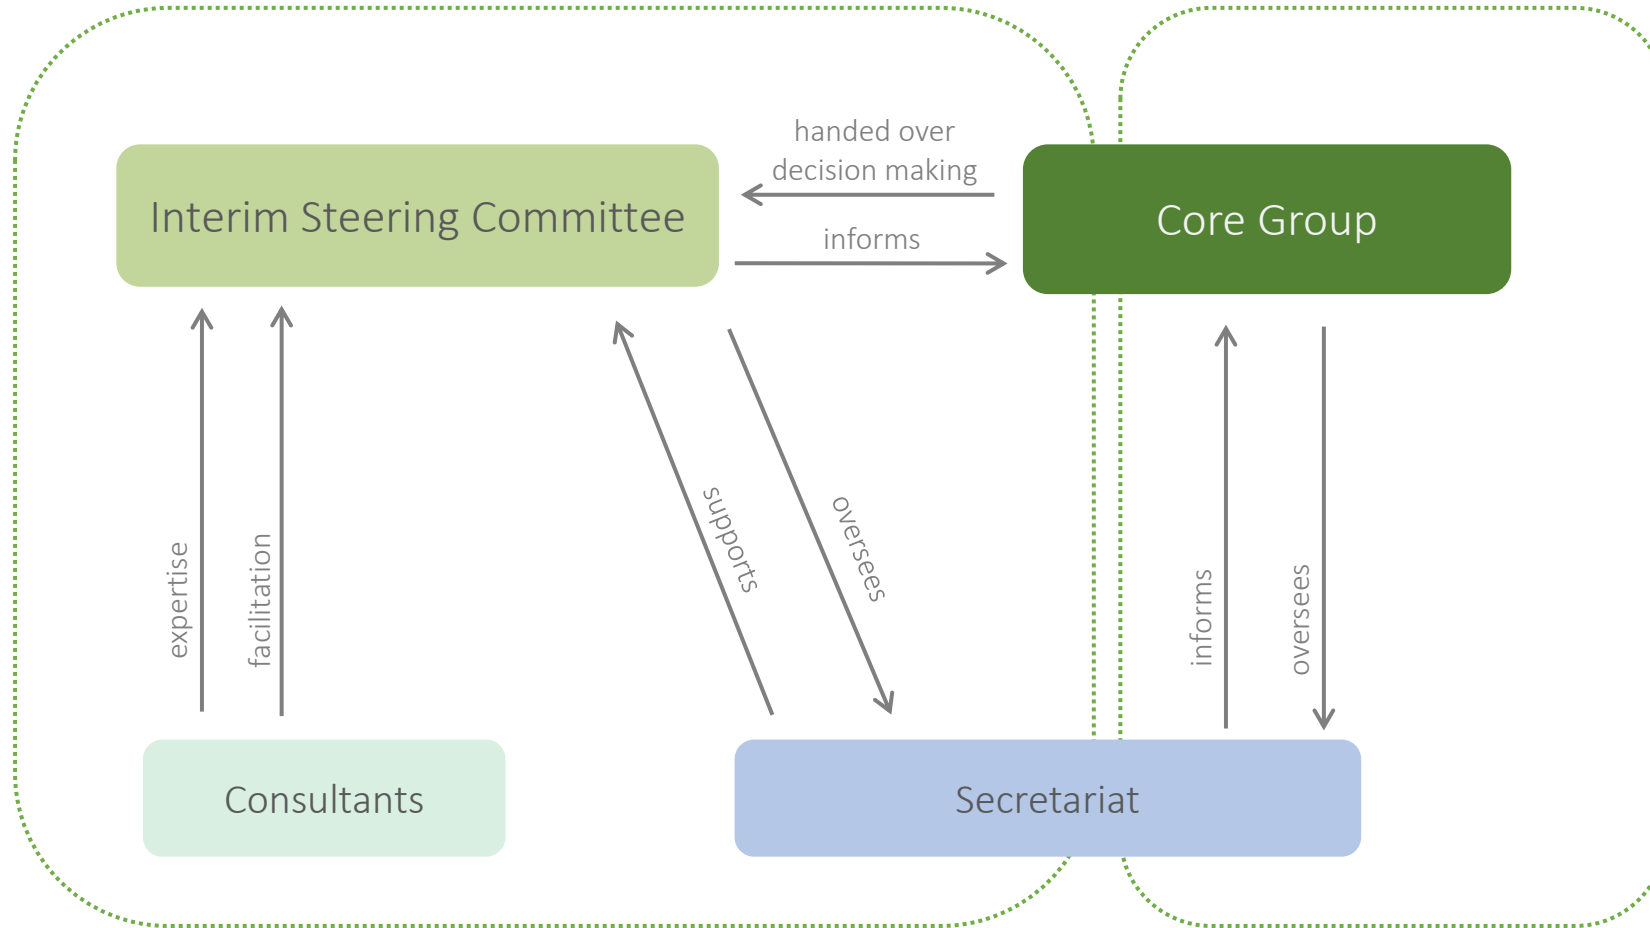 handed over
decision making
Interim Steering Committee
Core Group
informs
supports
oversees
expertise
facilitation
informs
oversees
Consultants
Secretariat